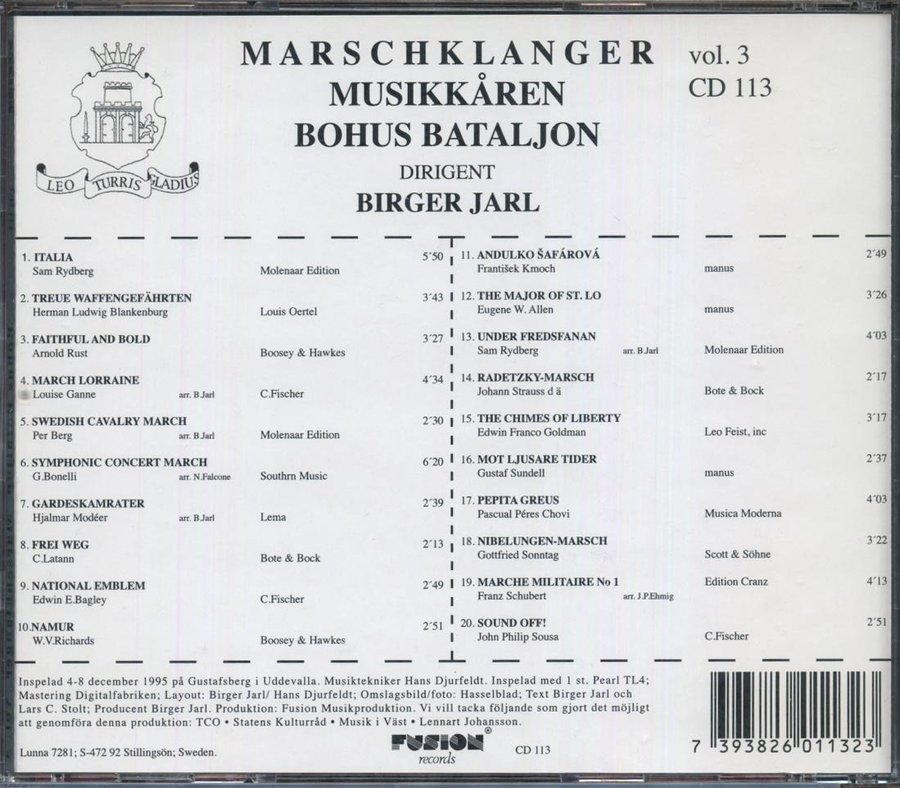 MARSCHKLANGER vol. 3
MUSIKKÅREN CD 113
BOHUS BATALJON
DIRIGENT
BIRGER JARL
LEO TURRIS GLADIUS
1. ITALIA 5´50
Sam Rydberg Molenaar Edition
2. TREUE WAFFENGEFÄHRTEN 3´43
Herman Ludwig Blankenburg Louis Oertel
3. FAITHFUL AND BOLD 3´27
Arnold Rust Boosey & Hawkes
4. MARCH LORRAINE 4´34
Louise Ganne arr. B.Jarl C.Fischer
5. SWEDISH CAVALRY MARCH 2´30
Per Berg arr. B.Jarl Molenaar Edition
6. SYMPHONIC CONCERT MARCH 6´20
G.Bonelli arr. N.Falcone Southrn Music
7. GARDESKAMRATER 2´39
Hjalmar Modéer arr. B.Jarl Lema
8. FREI WEG 2´13
C.Latann Bote & Bock
9. NATIONAL EMBLEM 2´49
Edwin E.Bagley C.Fischer
10.NAMUR 2´51
W.V.Richards Boosey & Hawkes
11. ANDULKO ŠAFÁROVÁ 2´49
František Kmoch manus
12. THE MAJOR OF ST. LO 3´26
Eugene W. Allen manus
13. UNDER FREDSFANAN 4´03
Sam Rydberg arr. B.Jarl Molenaar Edition
14. RADETZKY-MARSCH 2´17
Johann Strauss d ä Bote & Bock
15. THE CHIMES OF LIBERTY 3´17
Edwin Franco Goldman Leo Feist, inc
16. MOT LJUSARE TIDER 2´37
Gustaf Sundell manus
17. PEPITA GREUS 4´03
Pascual Péres Chovi Musica Moderna
18. NIBELUNGEN-MARSCH 3´22
Gottfried Sonntag Scott & Söhne
19. MARCHE MILITAIRE No 1 Edition Cranz 4´13
Franz Schubert arr. J.P.Ehmig
20. SOUND OFF! 2´51
John Philip Sousa C.Fischer
Inspelad 4-8 december 1995 på Gustafsberg i Uddevalla. Musiktekniker Hans Djurfeldt. Inspelad med 1 st. Pearl TL4;
Mastering Digitalfabriken; Layout: Birger Jarl/ Hans Djurfeldt; Omslagsbild/foto: Hasselblad; Text Birger Jarl och
Lars C. Stolt; Producent Birger Jarl. Produktion: Fusion Musikproduktion. Vi vill tacka följande som gjort det möjligt
att genomföra denna produktion: TCO • Statens Kulturråd • Musik i Väst • Lennart Johansson.
Lunna 7281; S-472 92 Stillingsön; Sweden.
FUSION®
records
CD 113
7 393826 011323